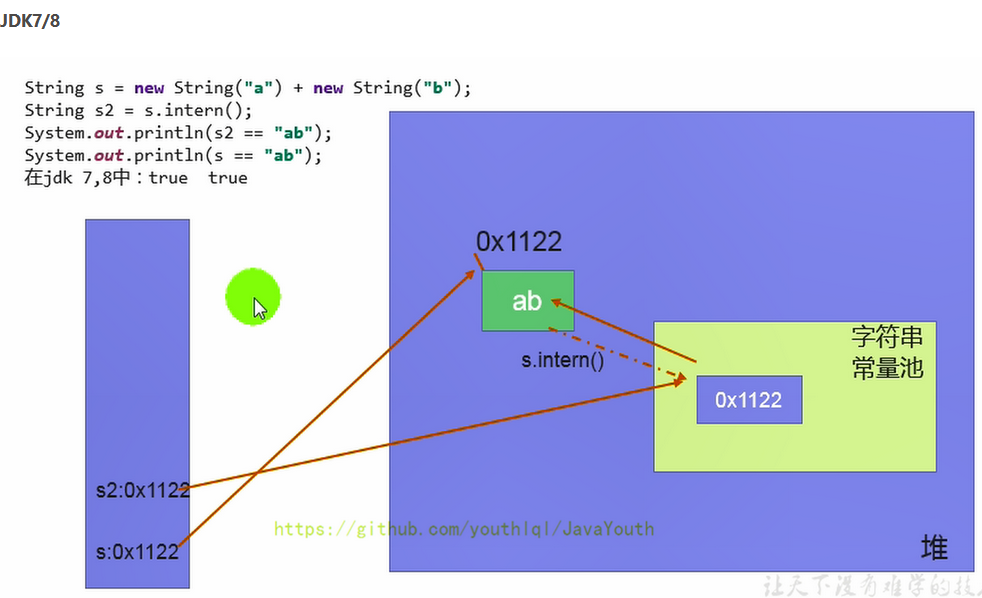 JDK7/8
String s = new String("a") + new String("b");
String s2 = s.intern();
System.out.println(s2 == "ab");
System.out.println(s == "ab");
在jdk 7,8中：true  true
0x1122
ab
s.intern()
字符串
常量池
0x1122
s2:0x1122
s:0x1122
https://github.com/youthlql/JavaYouth
堆
让天下没有难学的技